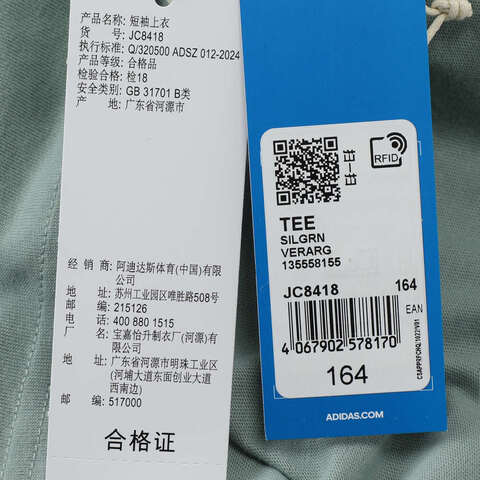 产品名称: 短袖上衣
货 号: JC8418
执行标准: Q/320500 ADSZ 012-2024
产品等级: 合格品
检验合格: 检18
安全类别: GB 31701 B类
产 地: 广东省河源市
经 销 商: 阿迪达斯体育(中国)有限公司
地 址: 苏州工业园区唯胜路508号
邮 编: 215126
电 话: 400 880 1515
厂 名: 宝嘉怡升制衣厂(河源)有限公司
地 址: 广东省河源市明珠工业区
(河埔大道东面创业大道
西南边)
邮 编: 517000
合格证
RFID
TEE
SILGRN
VERARG
135558155
JC8418 164
EAN
4 067902 578170
164
ADIDAS.COM